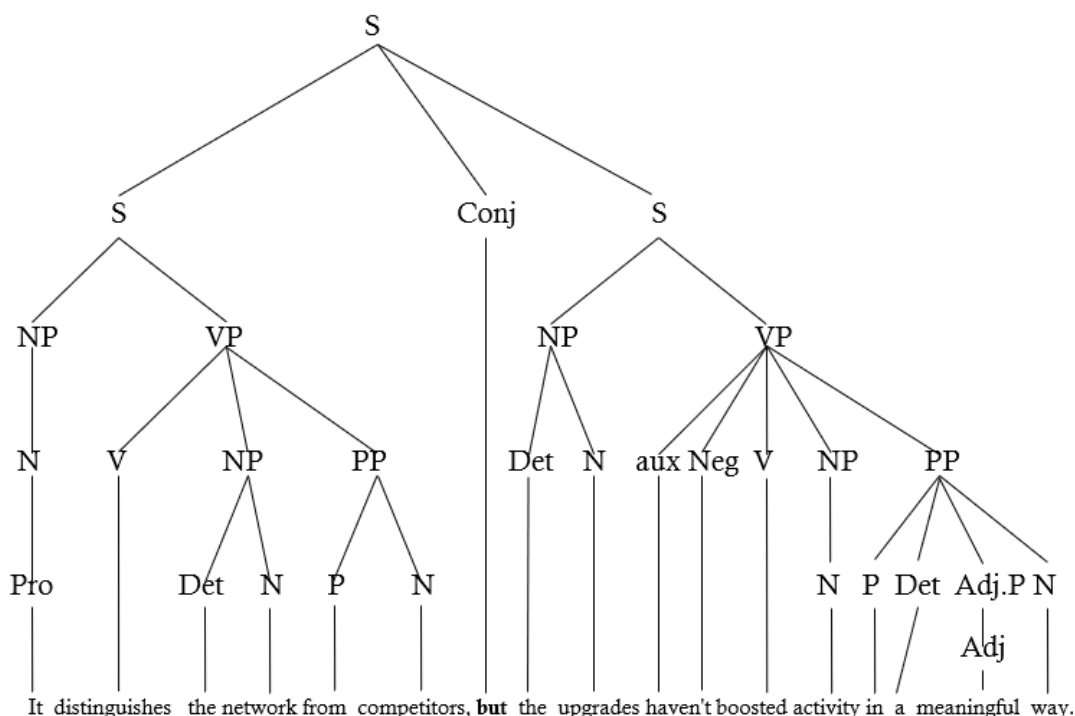 S
S Conj S
NP VP NP VP
N V NP PP Det N aux Neg V NP PP
Pro Det N P N N P Det Adj.P N
Adj
It distinguishes the network from competitors, but the upgrades haven't boosted activity in a meaningful way.